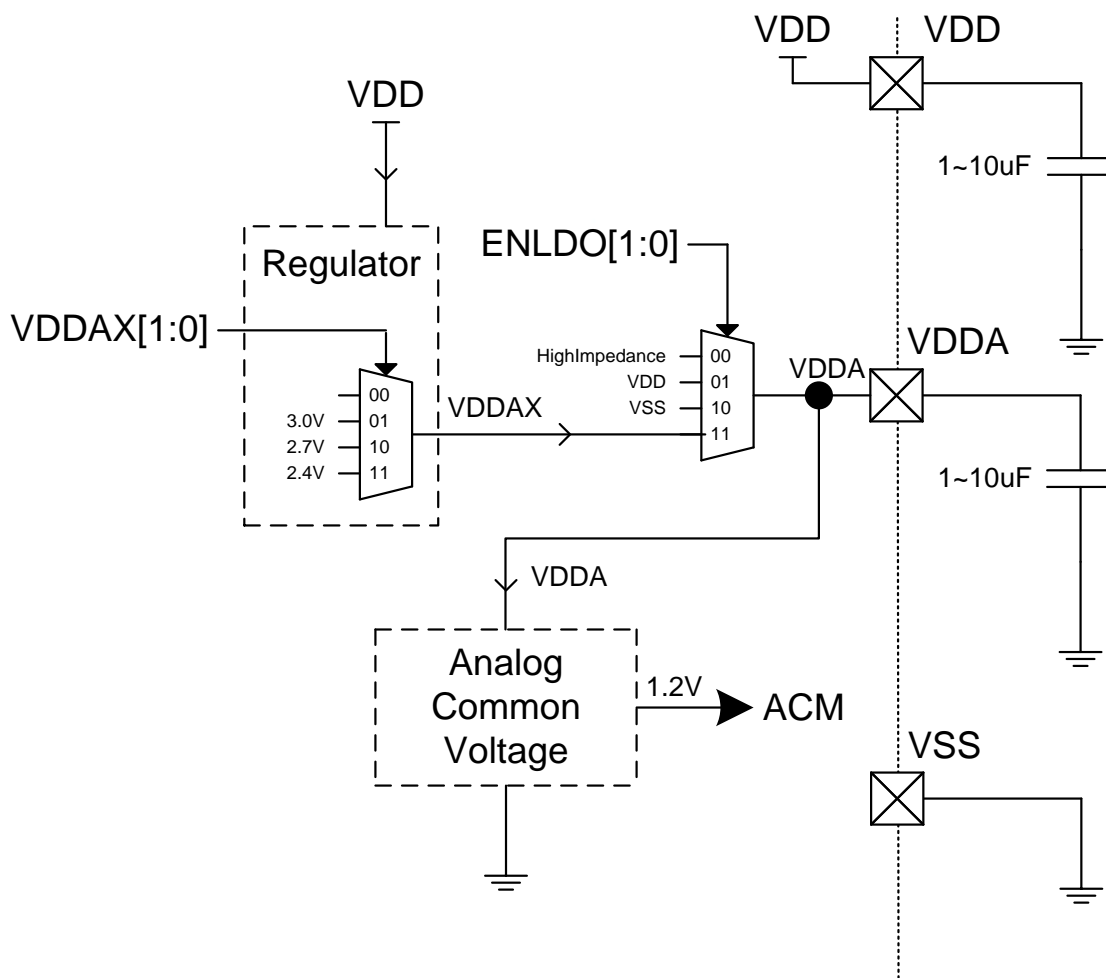 VDD
VDD
VDD
1~10uF
ENLDO[1:0]
Regulator
VDDAX[1:0]
VDDA
HighImpedance
00
VDDA
VDD
01
VSS
10
11
00
3.0V
01
2.7V
10
2.4V
11
VDDAX
1~10uF
VDDA
Analog
Common
Voltage
1.2V
ACM
VSS